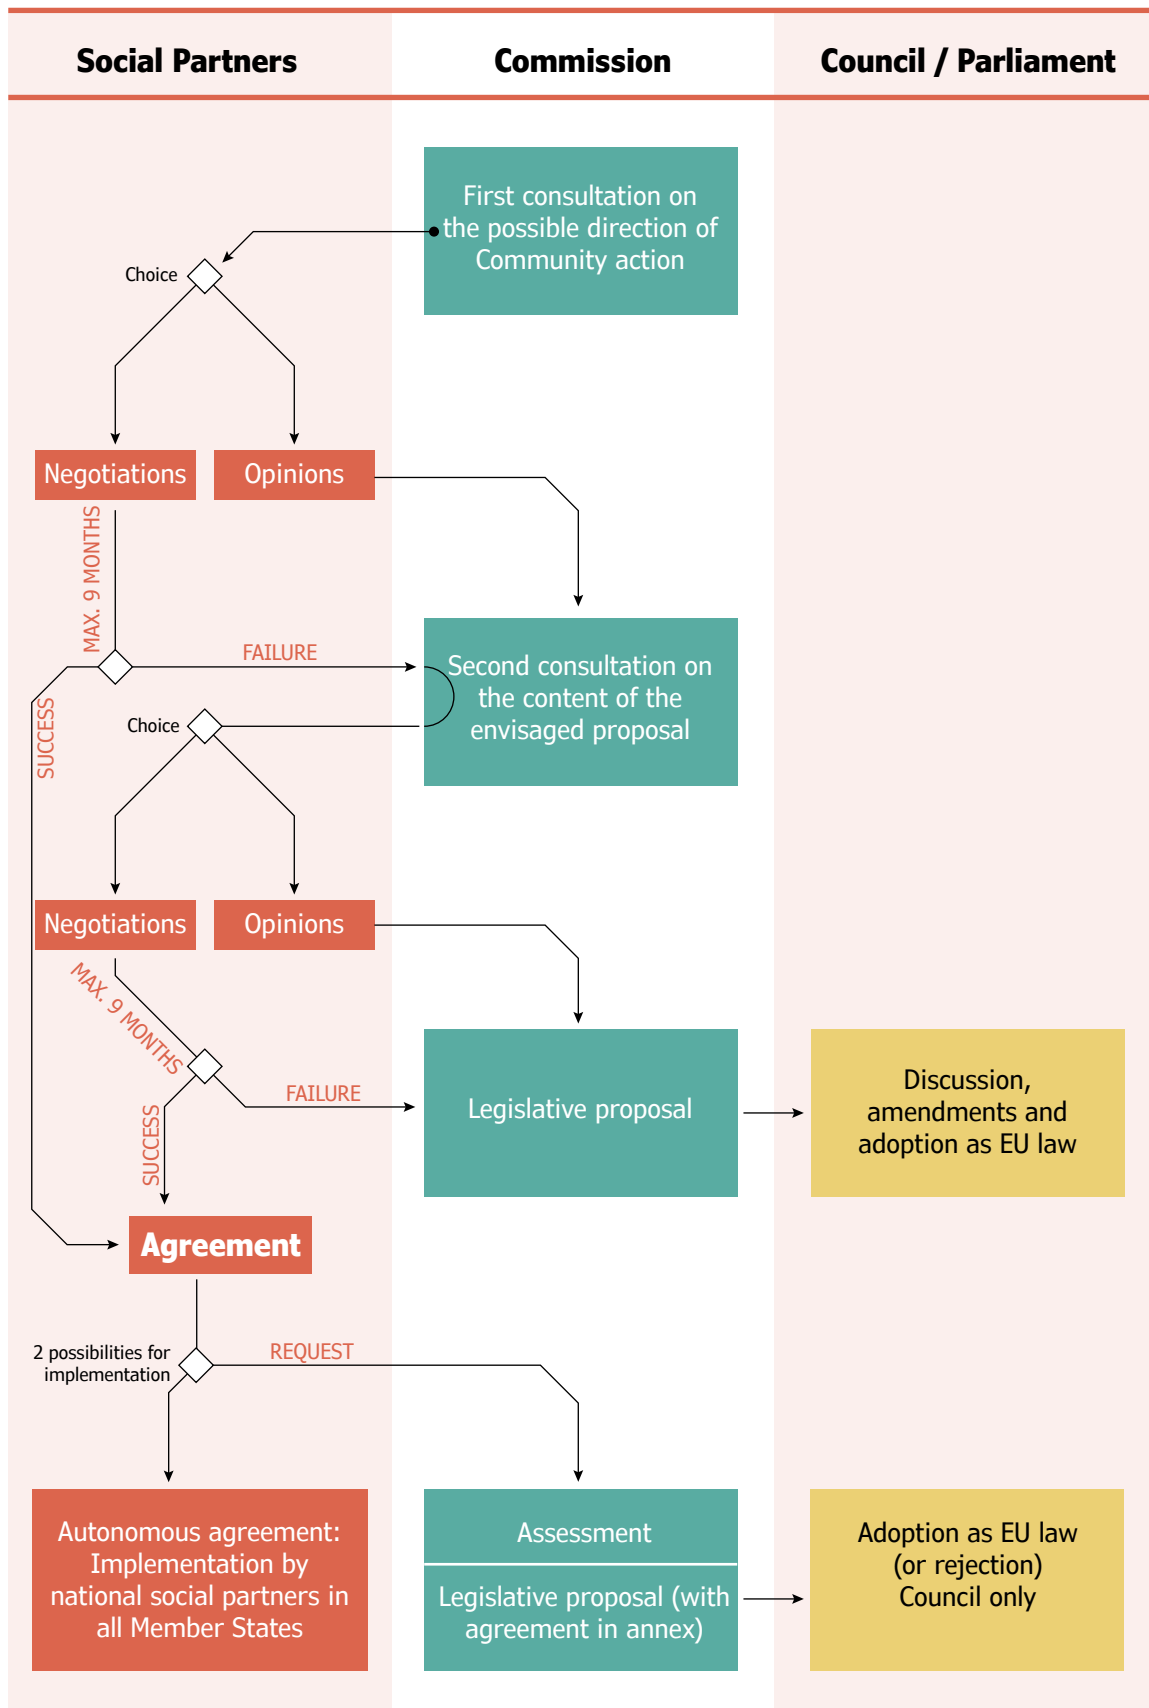 Social Partners
Commission
Council / Parliament
First consultation on
the possible direction of
Community action
Choice
Negotiations
Opinions
MAX. 9 MONTHS
FAILURE
SUCCESS
Second consultation on
the content of the
envisaged proposal
Choice
Negotiations
Opinions
MAX. 9 MONTHS
FAILURE
SUCCESS
Legislative proposal
Discussion,
amendments and
adoption as EU law
Agreement
2 possibilities for
implementation
REQUEST
Autonomous agreement:
Implementation by
national social partners in
all Member States
Assessment
Legislative proposal (with
agreement in annex)
Adoption as EU law
(or rejection)
Council only